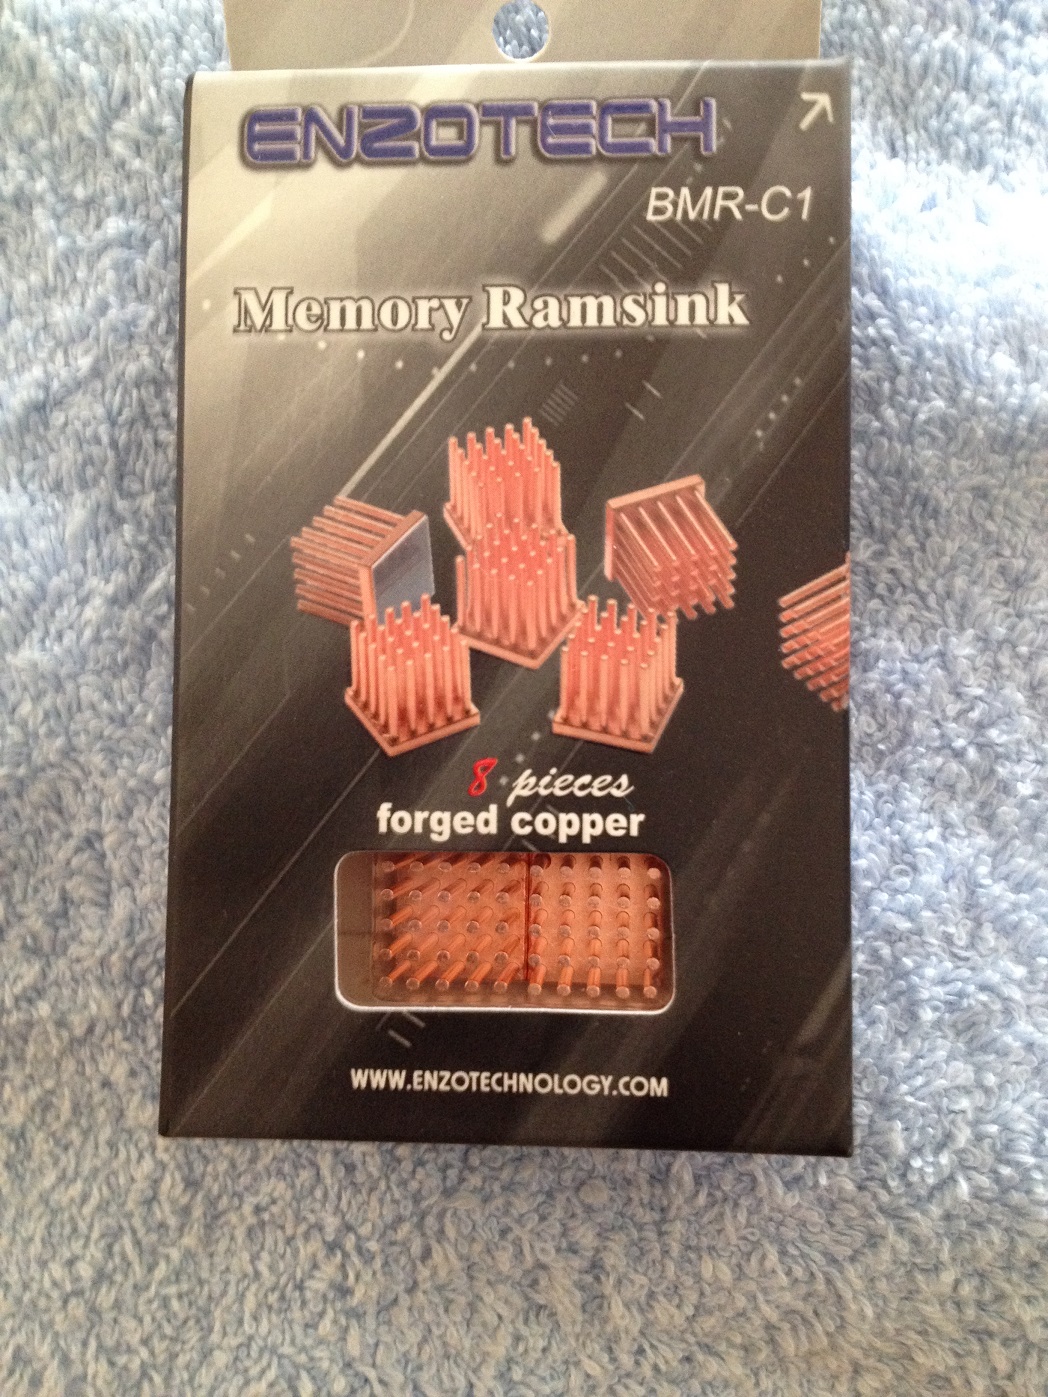 ENZOTECH
BMR-C1
Memory Ramsink
8 pieces
forged copper
WWW.ENZOTECHNOLOGY.COM